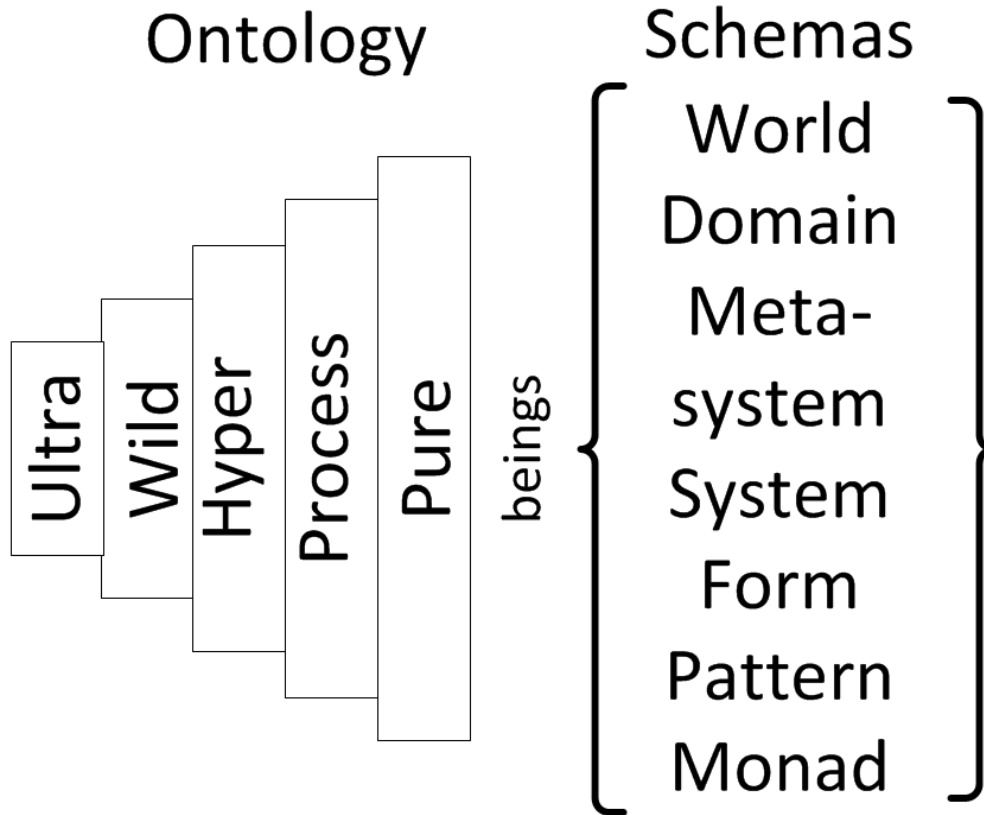 Ontology
Ultra
Wild
Hyper
Process
Pure
beings
Schemas
World
Domain
Meta-
system
System
Form
Pattern
Monad